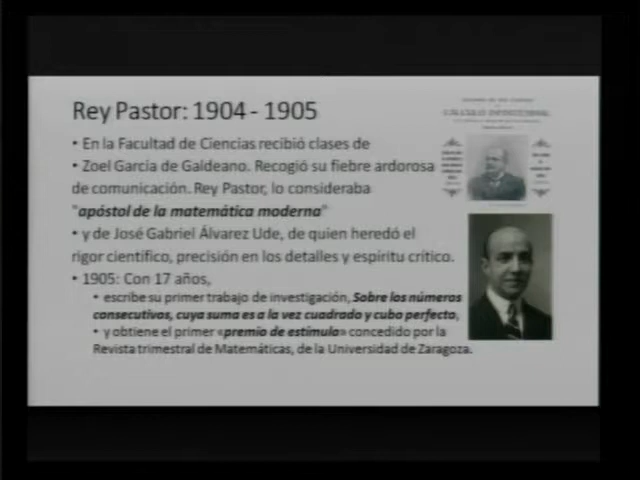 Rey Pastor: 1904 - 1905
• En la Facultad de Ciencias recibió clases de
• Zoel García de Galdeano. Recogió su fiebre ardorosa
de comunicación. Rey Pastor, lo consideraba
"apóstol de la matemática moderna"
• y de José Gabriel Álvarez Ude, de quien heredó el
rigor científico, precisión en los detalles y espíritu crítico.
• 1905: Con 17 años,
• escribe su primer trabajo de investigación, Sobre los números
consecutivos, cuya suma es a la vez cuadrado y cubo perfecto,
• y obtiene el primer «premio de estímulo» concedido por la
Revista trimestral de Matemáticas, de la Universidad de Zaragoza.